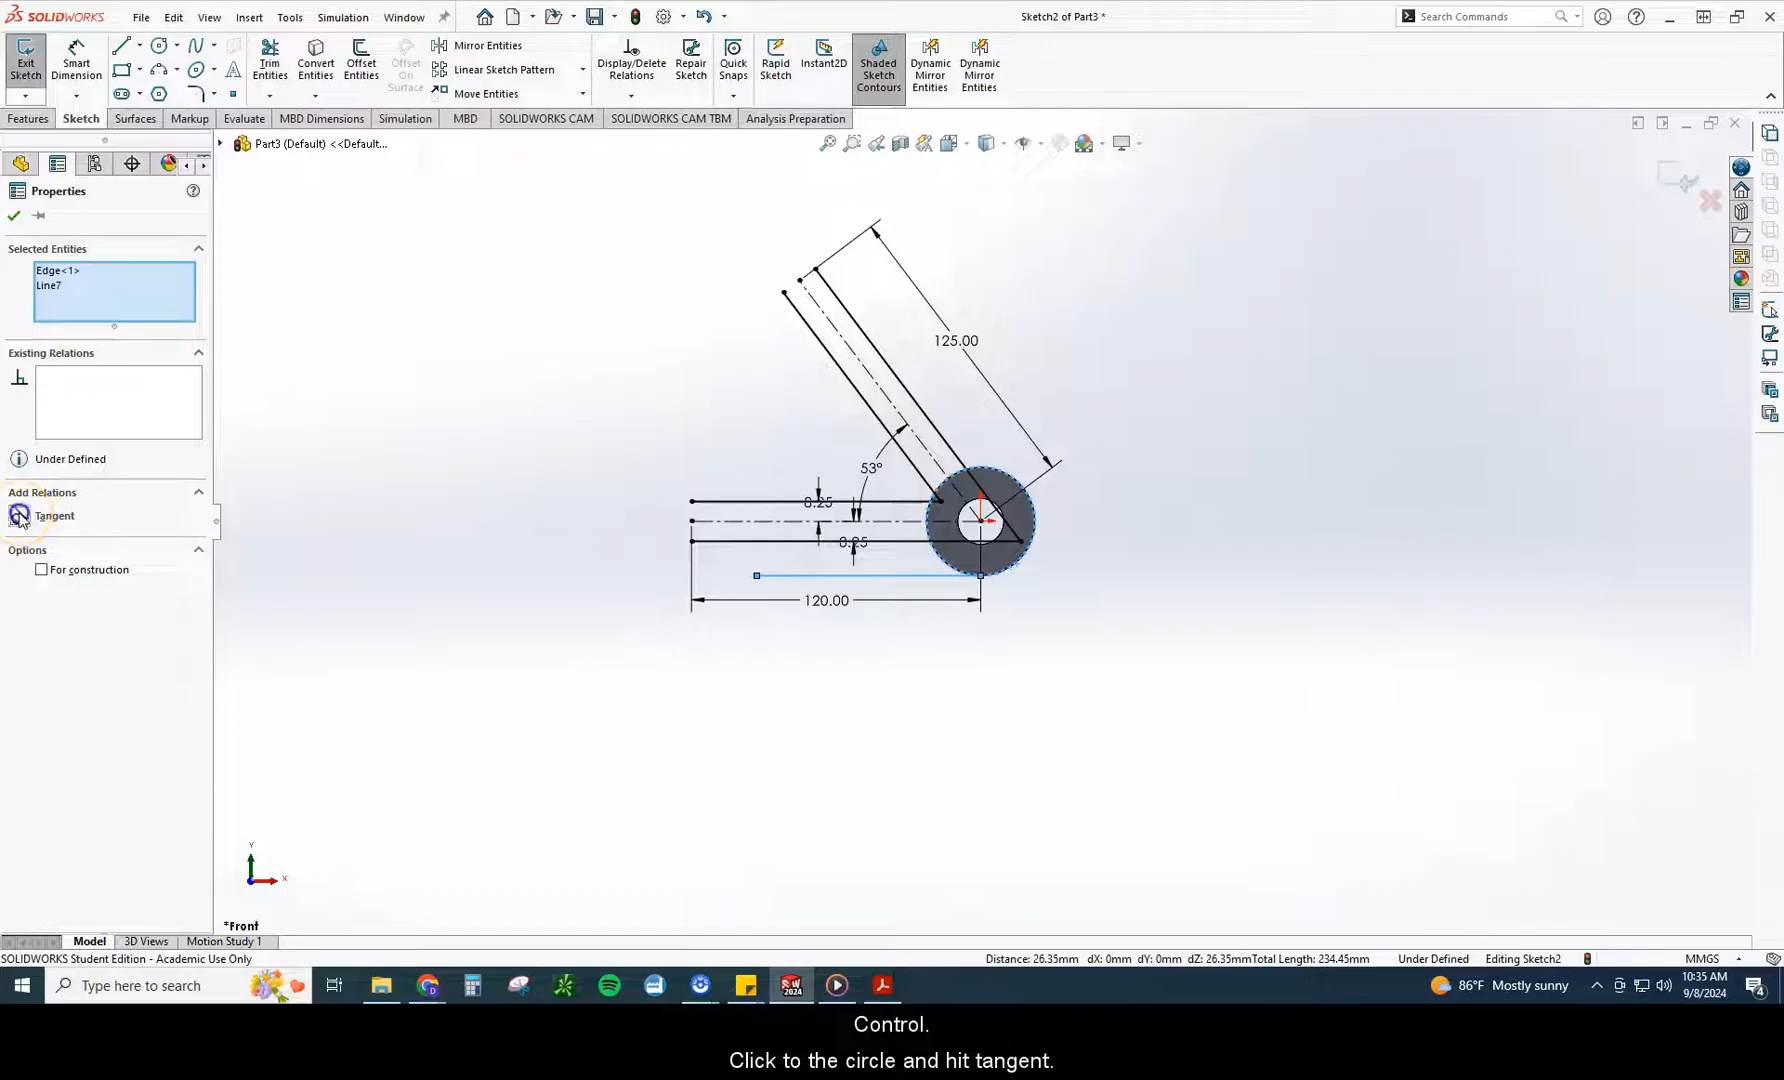 SOLIDWORKS File Edit View Insert Tools Simulation Window
Sketch2 of Part3 *
Search Commands
Exit Sketch
Smart Dimension
Trim Entities
Convert Entities
Offset Entities
Offset On Surface
Mirror Entities
Linear Sketch Pattern
Move Entities
Display/Delete Relations
Repair Sketch
Quick Snaps
Rapid Sketch
Instant2D
Shaded Sketch Contours
Dynamic Mirror Entities
Dynamic Mirror Entities
Features Sketch Surfaces Markup Evaluate MBD Dimensions Simulation MBD SOLIDWORKS CAM SOLIDWORKS CAM TBM Analysis Preparation
Part3 (Default) <<Default...
Properties
Selected Entities
Edge<1>
Line7
Existing Relations
Under Defined
Add Relations
Tangent
Options
For construction
125.00
53°
8.25
8.25
120.00
Y
X
*Front
Model 3D Views Motion Study 1
SOLIDWORKS Student Edition - Academic Use Only
Distance: 26.35mm dX: 0mm dY: 0mm dZ: 26.35mmTotal Length: 234.45mm Under Defined Editing Sketch2 MMGS
Type here to search
86°F Mostly sunny
10:35 AM
9/8/2024
4
Control.
Click to the circle and hit tangent.